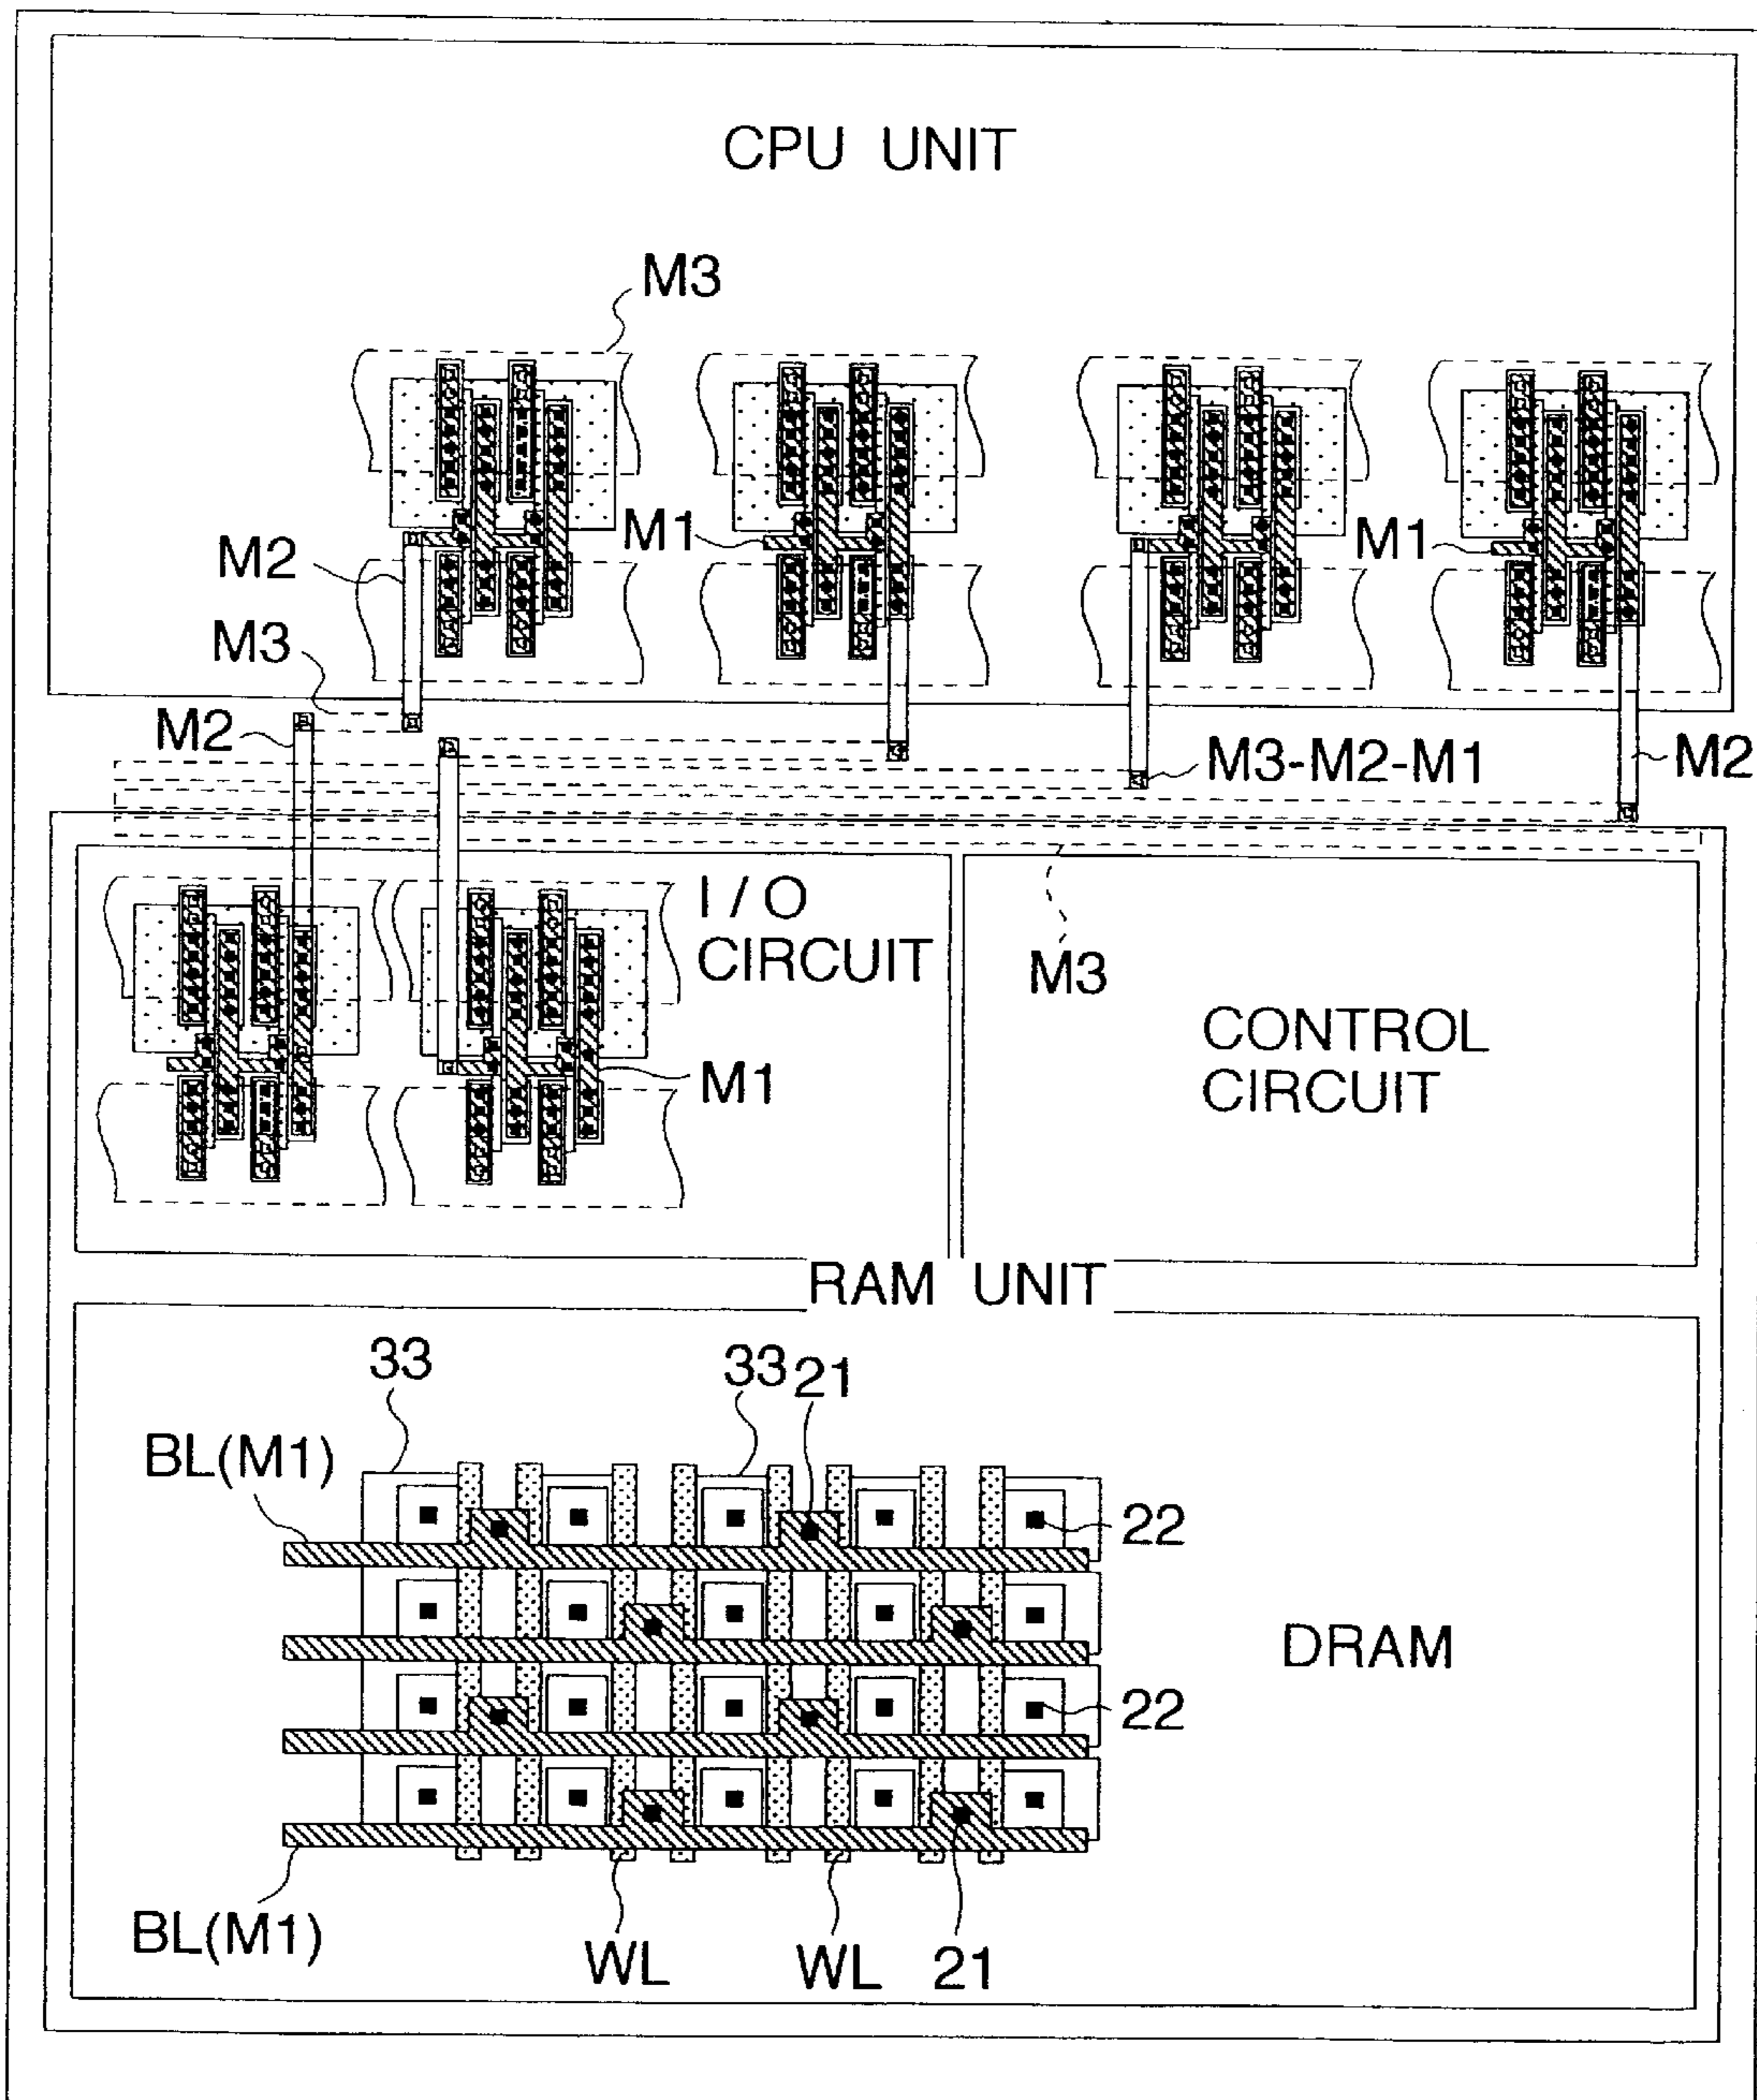 CPU UNIT
M3
M1
M1
M2
M3
M2
M3-M2-M1
M2
I / O
CIRCUIT
M3
CONTROL
CIRCUIT
M1
RAM UNIT
33
33
21
BL(M1)
22
DRAM
22
BL(M1)
WL
WL
21